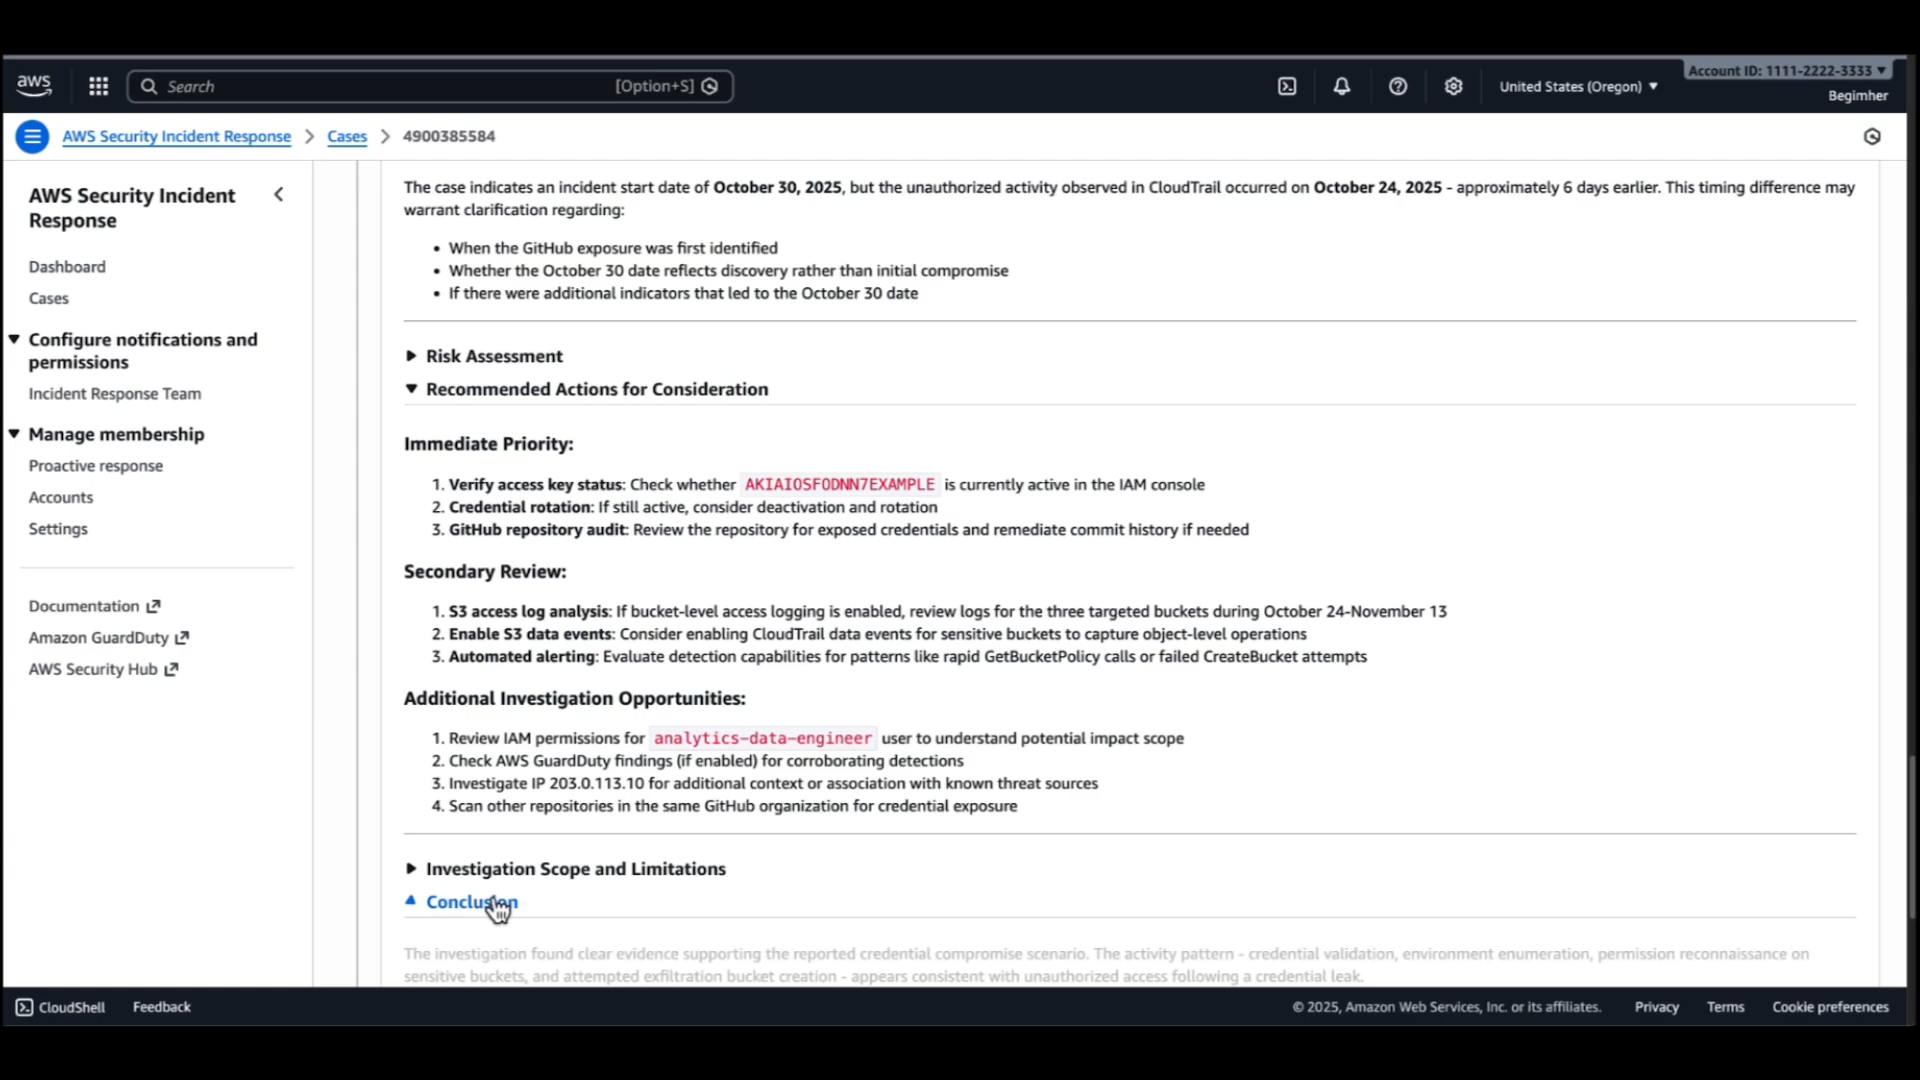 aws
Search
[Option+S]
United States (Oregon)
Account ID: 1111-2222-3333
Begimher
AWS Security Incident Response
Cases
4900385584
AWS Security Incident
Response
Dashboard
Cases
Configure notifications and
permissions
Incident Response Team
Manage membership
Proactive response
Accounts
Settings
Documentation
Amazon GuardDuty
AWS Security Hub
The case indicates an incident start date of October 30, 2025, but the unauthorized activity observed in CloudTrail occurred on October 24, 2025 - approximately 6 days earlier. This timing difference may
warrant clarification regarding:
• When the GitHub exposure was first identified
• Whether the October 30 date reflects discovery rather than initial compromise
• If there were additional indicators that led to the October 30 date
Risk Assessment
Recommended Actions for Consideration
Immediate Priority:
1. Verify access key status: Check whether AKIAIOSFODNN7EXAMPLE is currently active in the IAM console
2. Credential rotation: If still active, consider deactivation and rotation
3. GitHub repository audit: Review the repository for exposed credentials and remediate commit history if needed
Secondary Review:
1. S3 access log analysis: If bucket-level access logging is enabled, review logs for the three targeted buckets during October 24-November 13
2. Enable S3 data events: Consider enabling CloudTrail data events for sensitive buckets to capture object-level operations
3. Automated alerting: Evaluate detection capabilities for patterns like rapid GetBucketPolicy calls or failed CreateBucket attempts
Additional Investigation Opportunities:
1. Review IAM permissions for analytics-data-engineer user to understand potential impact scope
2. Check AWS GuardDuty findings (if enabled) for corroborating detections
3. Investigate IP 203.0.113.10 for additional context or association with known threat sources
4. Scan other repositories in the same GitHub organization for credential exposure
Investigation Scope and Limitations
Conclusion
The investigation found clear evidence supporting the reported credential compromise scenario. The activity pattern - credential validation, environment enumeration, permission reconnaissance on
sensitive buckets, and attempted exfiltration bucket creation - appears consistent with unauthorized access following a credential leak.
CloudShell
Feedback
© 2025, Amazon Web Services, Inc. or its affiliates.
Privacy
Terms
Cookie preferences